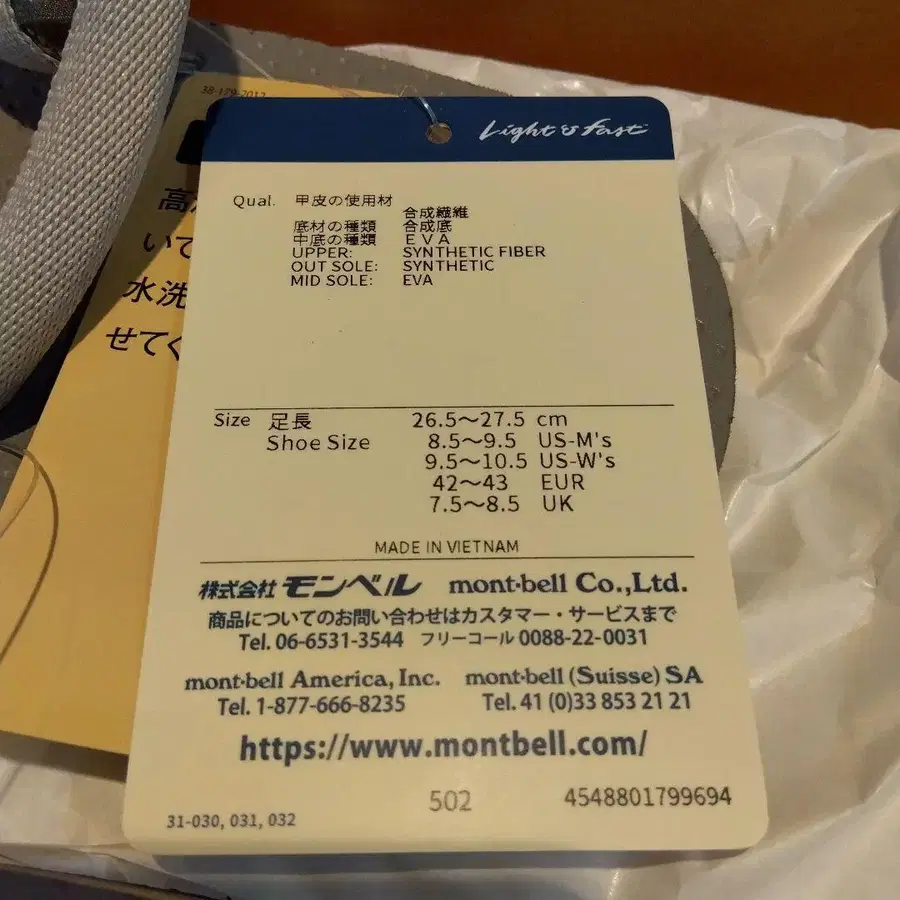 38-179-2012
Light & fast
Qual. 甲皮の使用材
合成繊維
底材の種類 合成底
中底の種類 EVA
UPPER: SYNTHETIC FIBER
OUT SOLE: SYNTHETIC
MID SOLE: EVA
Size 足長 26.5~27.5 cm
Shoe Size 8.5~9.5 US-M's
9.5~10.5 US-W's
42~43 EUR
7.5~8.5 UK
MADE IN VIETNAM
株式会社 モンベル mont-bell Co.,Ltd.
商品についてのお問い合わせはカスタマー・サービスまで
Tel. 06-6531-3544 フリーコール 0088-22-0031
mont-bell America, Inc. mont-bell (Suisse) SA
Tel. 1-877-666-8235 Tel. 41 (0)33 853 21 21
https://www.montbell.com/
502 4548801799694
31-030, 031, 032
高
いて
水洗
せてく